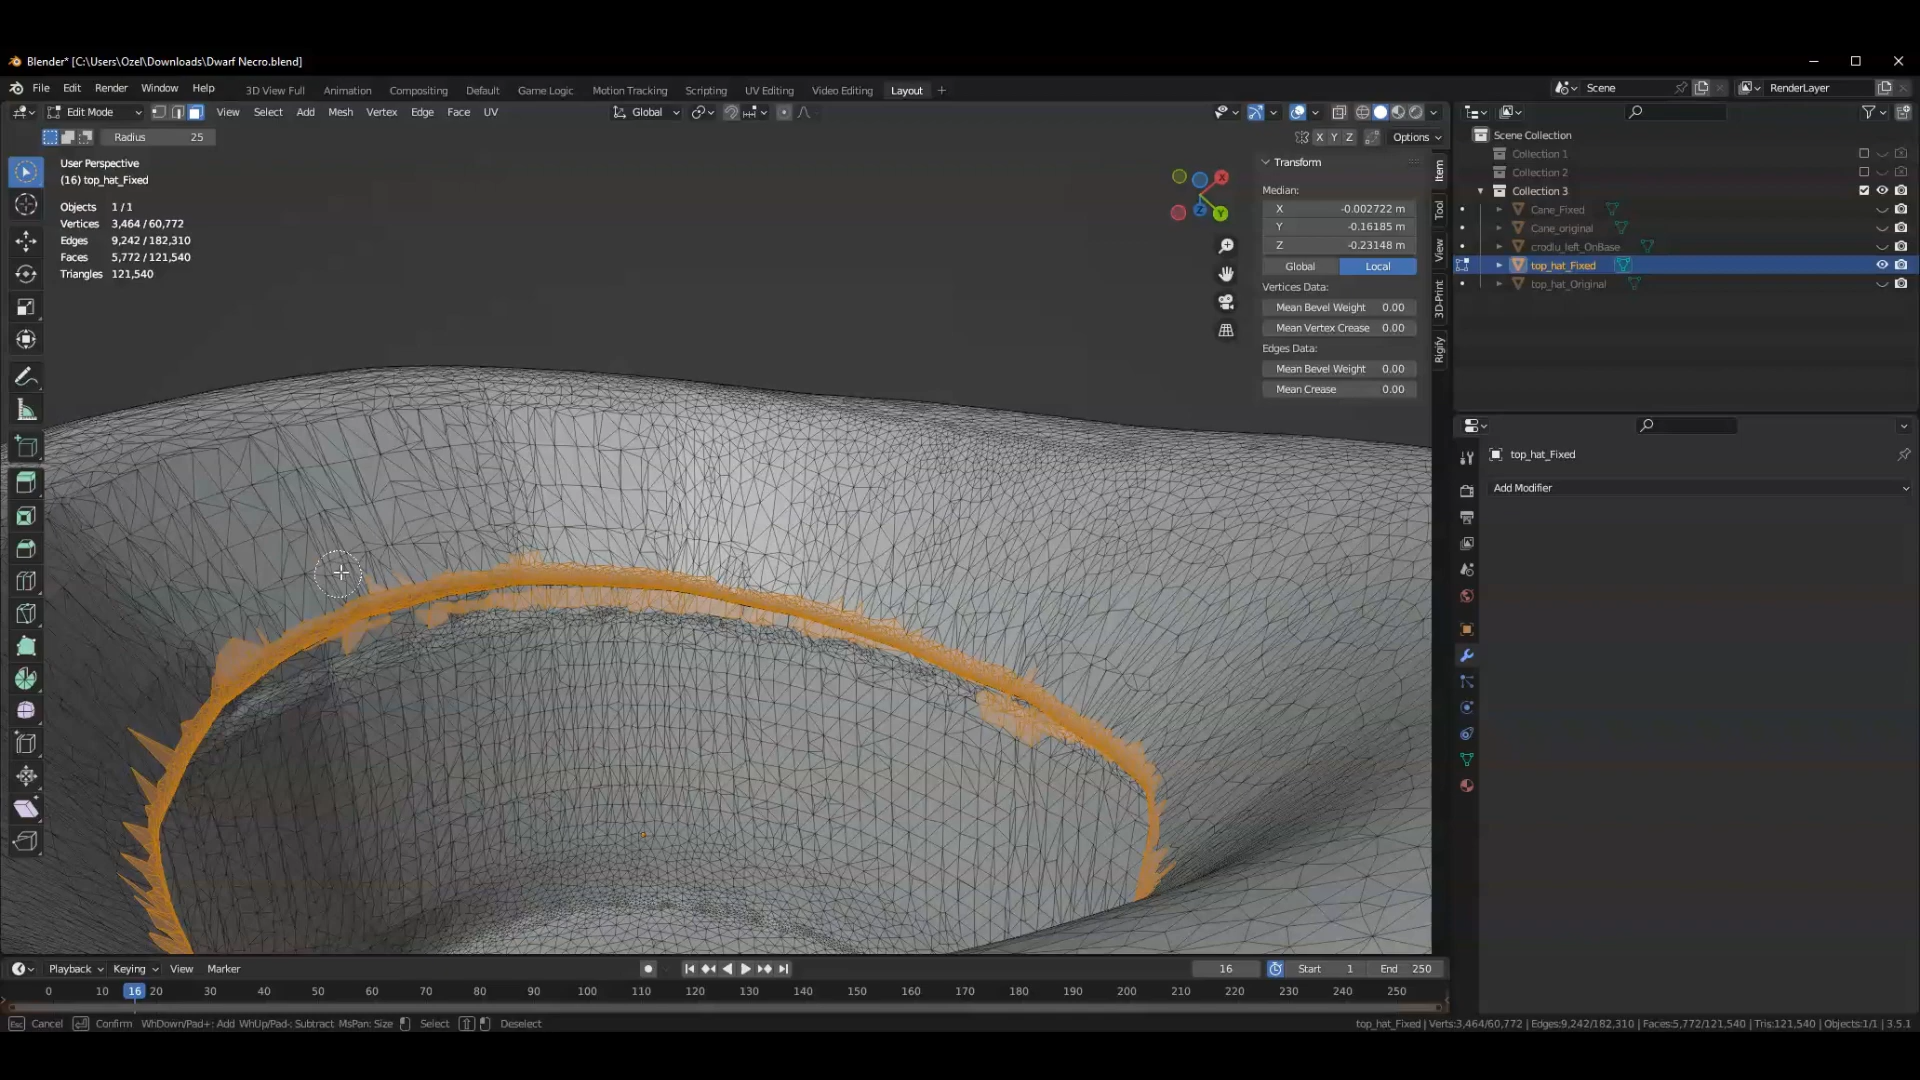 Blender* [C:\Users\Ozel\Downloads\Dwarf Necro.blend]
File Edit Render Window Help 3D View Full Animation Compositing Default Game Logic Motion Tracking Scripting UV Editing Video Editing Layout + Scene RenderLayer
Edit Mode View Select Add Mesh Vertex Edge Face UV Global
Radius 25 X Y Z Options
User Perspective
(16) top_hat_Fixed
Objects 1 / 1
Vertices 3,464 / 60,772
Edges 9,242 / 182,310
Faces 5,772 / 121,540
Triangles 121,540
X
Y
Z
Transform
Median:
X -0.002722 m
Y -0.16185 m
Z -0.23148 m
Global Local
Vertices Data:
Mean Bevel Weight 0.00
Mean Vertex Crease 0.00
Edges Data:
Mean Bevel Weight 0.00
Mean Crease 0.00
Item
Tool
View
3D-Print
Rigify
Scene Collection
Collection 1
Collection 2
Collection 3
Cane_Fixed
Cane_original
crodlu_left_OnBase
top_hat_Fixed
top_hat_Original
top_hat_Fixed
Add Modifier
Playback Keying View Marker 16 Start 1 End 250
0 10 16 20 30 40 50 60 70 80 90 100 110 120 130 140 150 160 170 180 190 200 210 220 230 240 250
Esc Cancel Confirm WhDown/Pad+: Add WhUp/Pad-: Subtract MsPan: Size Select Deselect top_hat_Fixed | Verts:3,464/60,772 | Edges:9,242/182,310 | Faces:5,772/121,540 | Tris:121,540 | Objects:1/1 | 3.5.1